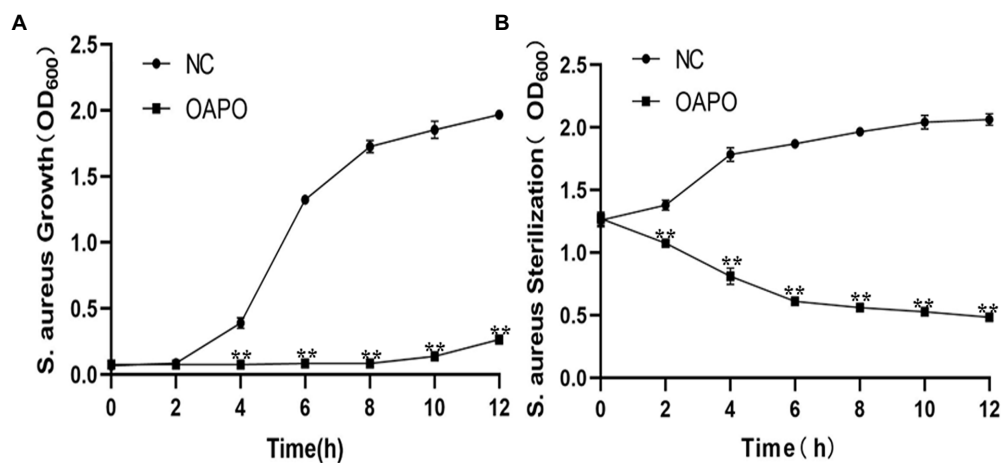 A
S. aureus Growth(OD600)
2.5
2.0
1.5
1.0
0.5
0.0
NC
OAPO
** ** ** ** **
0 2 4 6 8 10 12
Time(h)
B
S. aureus Sterilization( OD600)
2.5
2.0
1.5
1.0
0.5
0.0
NC
OAPO
** ** ** ** ** **
0 2 4 6 8 10 12
Time( h)